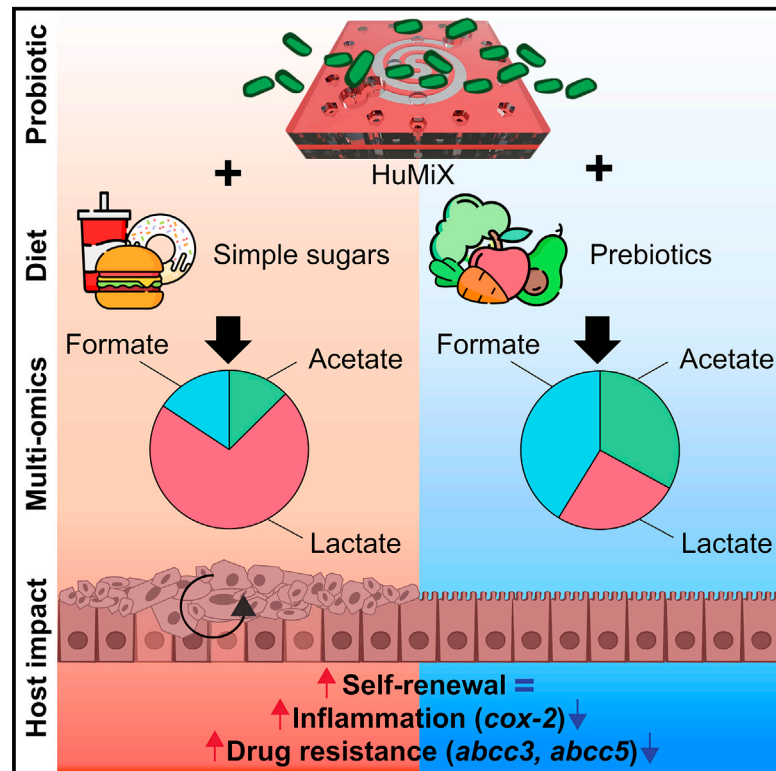 Probiotic
HuMiX
+
+
Diet
Simple sugars
Prebiotics
Multi-omics
Formate
Acetate
Lactate
Formate
Acetate
Lactate
Host impact
↑ Self-renewal =
↑ Inflammation (cox-2) ↓
↑ Drug resistance (abcc3, abcc5) ↓